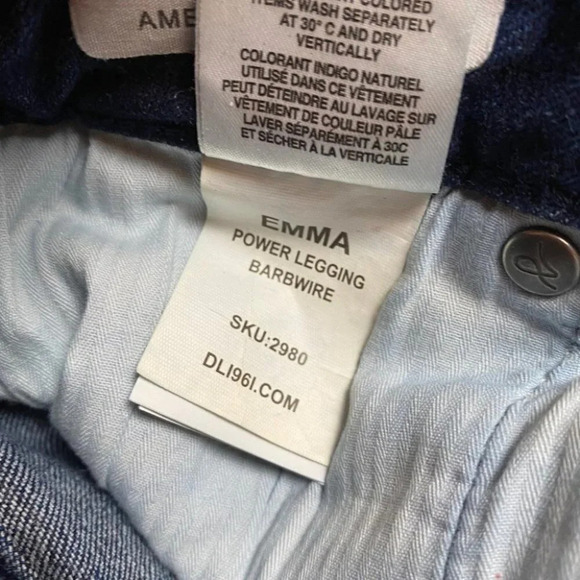 AME
COLORED
ITEMS WASH SEPARATELY
AT 30° C AND DRY
VERTICALLY
COLORANT INDIGO NATUREL
UTILISÉ DANS CE VÊTEMENT
PEUT DÉTEINDRE AU LAVAGE SUR
VÊTEMENT DE COULEUR PÂLE
LAVER SÉPARÉMENT À 30C
ET SÉCHER À LA VERTICALE
EMMA
POWER LEGGING
BARBWIRE
SKU:2980
DL1961.COM